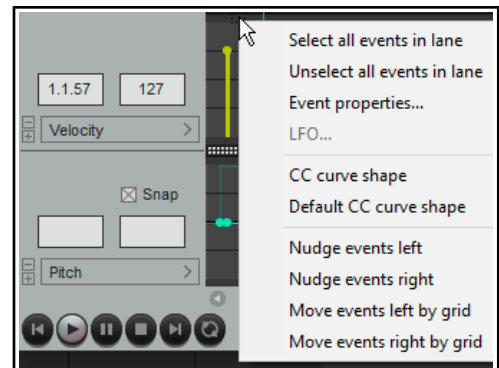 1.1.57
127
Velocity
Snap
Pitch
Select all events in lane
Unselect all events in lane
Event properties...
LFO...
CC curve shape
Default CC curve shape
Nudge events left
Nudge events right
Move events left by grid
Move events right by grid